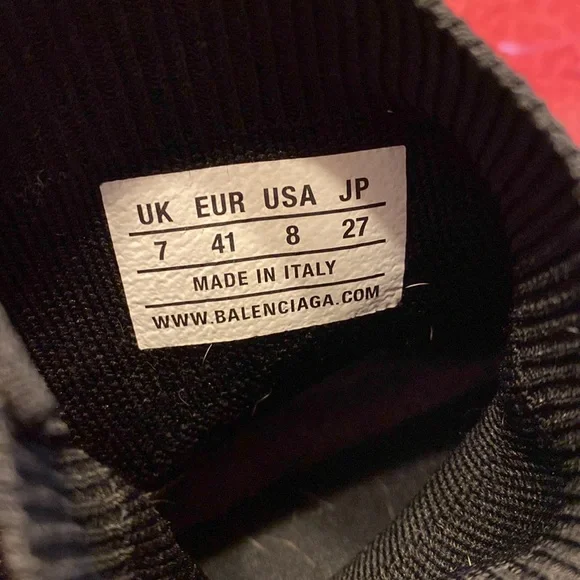 UK EUR USA JP
7 41 8 27
MADE IN ITALY
WWW.BALENCIAGA.COM